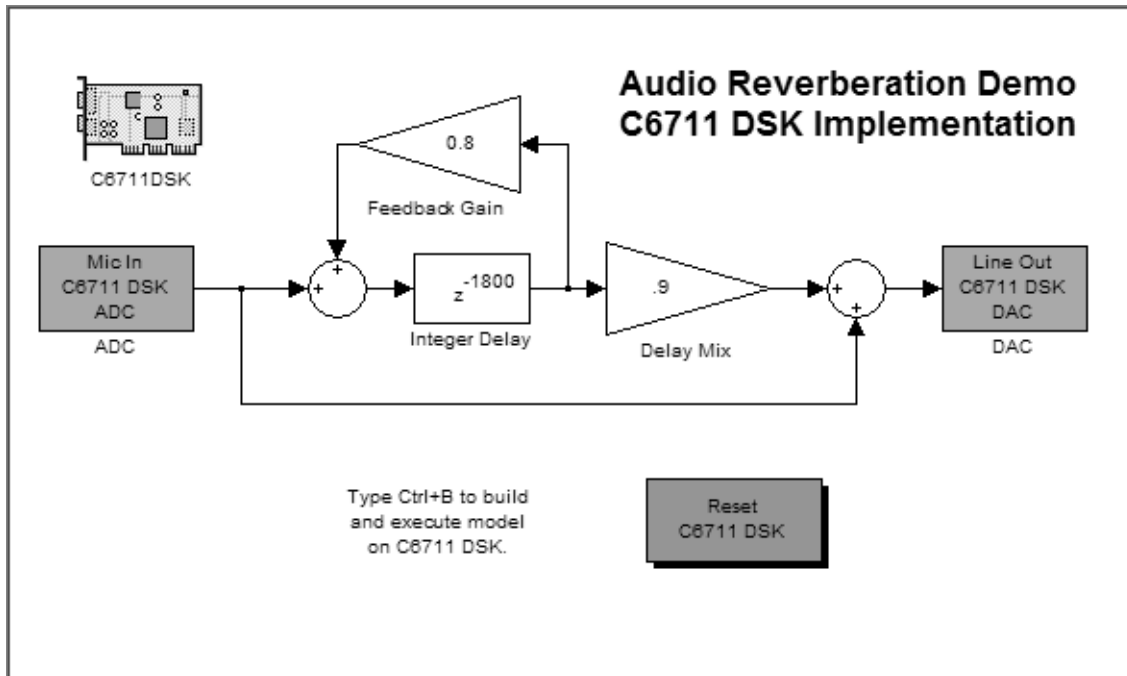 Audio Reverberation Demo
C6711 DSK Implementation
C6711DSK
0.8
Feedback Gain
Mic In
C6711 DSK
ADC
ADC
+
+
z-1800
Integer Delay
.9
Delay Mix
+
+
Line Out
C6711 DSK
DAC
DAC
Type Ctrl+B to build
and execute model
on C6711 DSK.
Reset
C6711 DSK